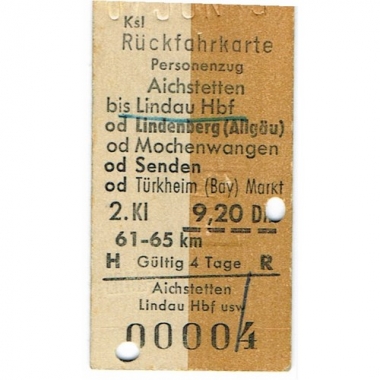 Ksl
Rückfahrkarte
Personenzug
Aichstetten
bis Lindau Hbf
od Lindenberg (Allgäu)
od Mochenwangen
od Senden
od Türkheim (Bay) Markt
2. Kl 9,20
61-65 km
H Gültig 4 Tage R
Aichstetten
Lindau Hbf usw
00004